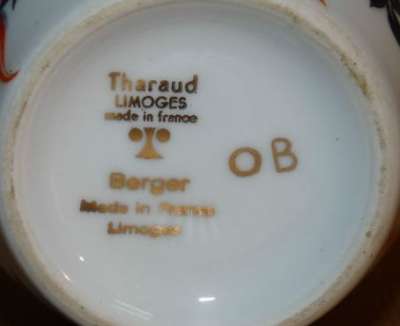 Tharaud
LIMOGES
made in france
OB
Berger
Made in France
Limoges